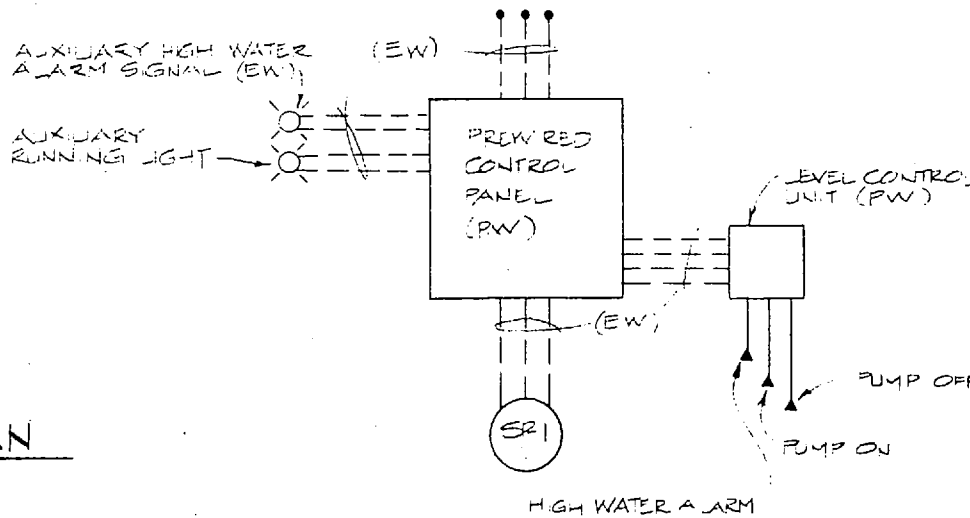 AUXILIARY HIGH WATER
ALARM SIGNAL (EW)
(EW)
AUXILIARY
RUNNING LIGHT
PREWIRED
CONTROL
PANEL
(PW)
LEVEL CONTROL
UNIT (PW)
(EW)
SR1
PUMP OFF
PUMP ON
HIGH WATER ALARM